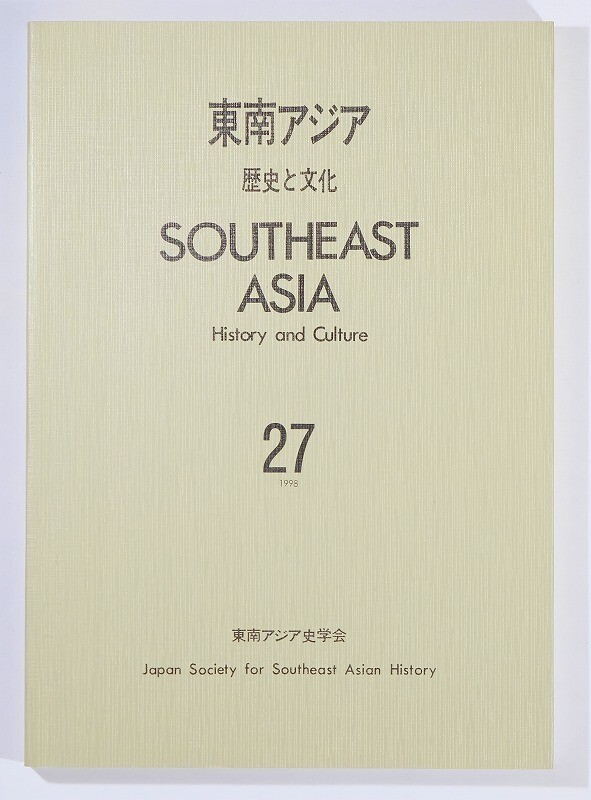 東南アジア
歴史と文化
SOUTHEAST
ASIA
History and Culture
27
1998
東南アジア史学会
Japan Society for Southeast Asian History